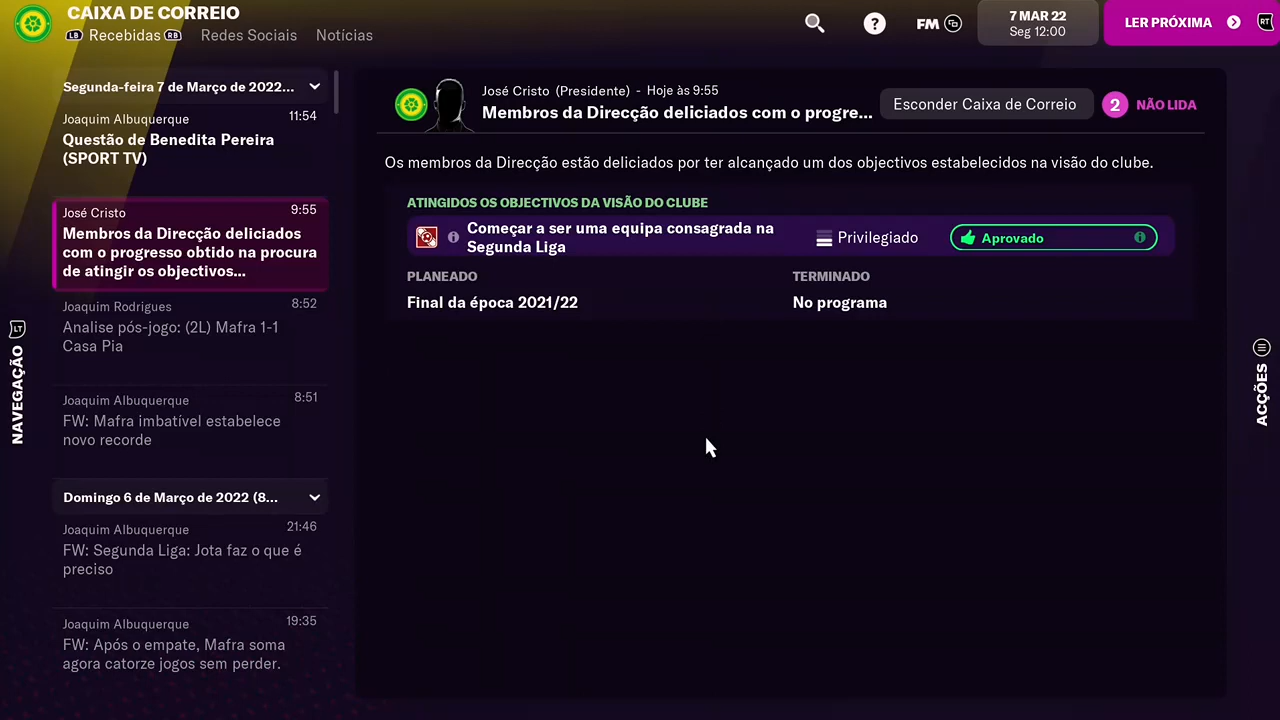 CAIXA DE CORREIO
LB Recebidas RB Redes Sociais Notícias
? FM 7 MAR 22
Seg 12:00
LER PRÓXIMA RT
NAVEGAÇÃO LT
Segunda-feira 7 de Março de 2022...
Joaquim Albuquerque 11:54
Questão de Benedita Pereira
(SPORT TV)
José Cristo 9:55
Membros da Direcção deliciados
com o progresso obtido na procura
de atingir os objectivos...
Joaquim Rodrigues 8:52
Analise pós-jogo: (2L) Mafra 1-1
Casa Pia
Joaquim Albuquerque 8:51
FW: Mafra imbatível estabelece
novo recorde
Domingo 6 de Março de 2022 (8...
Joaquim Albuquerque 21:46
FW: Segunda Liga: Jota faz o que é
preciso
Joaquim Albuquerque 19:35
FW: Após o empate, Mafra soma
agora catorze jogos sem perder.
José Cristo (Presidente) - Hoje às 9:55
Membros da Direcção deliciados com o progre...
Esconder Caixa de Correio 2 NÃO LIDA
Os membros da Direcção estão deliciados por ter alcançado um dos objectivos estabelecidos na visão do clube.
ATINGIDOS OS OBJECTIVOS DA VISÃO DO CLUBE
Começar a ser uma equipa consagrada na
Segunda Liga
Privilegiado Aprovado
PLANEADO TERMINADO
Final da época 2021/22 No programa
ACÇÕES